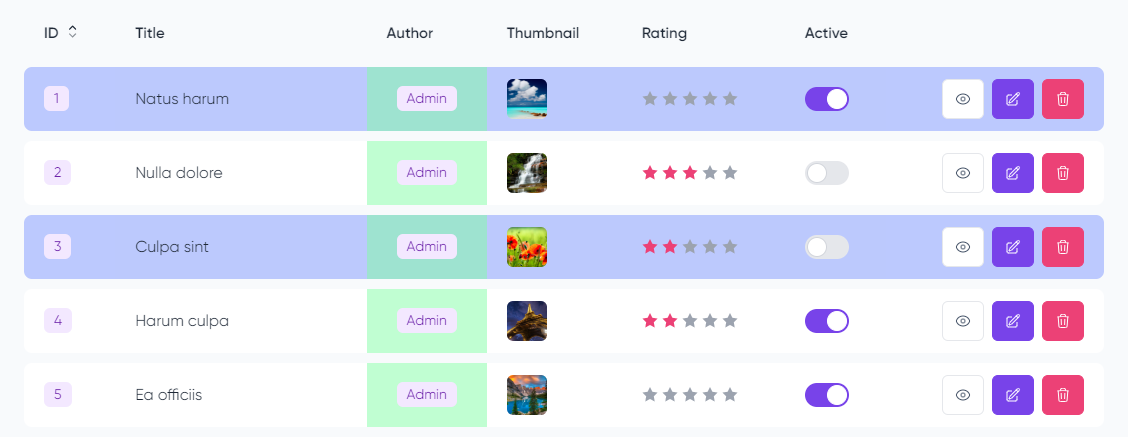 ID Title Author Thumbnail Rating Active
1 Natus harum Admin
2 Nulla dolore Admin
3 Culpa sint Admin
4 Harum culpa Admin
5 Ea officiis Admin